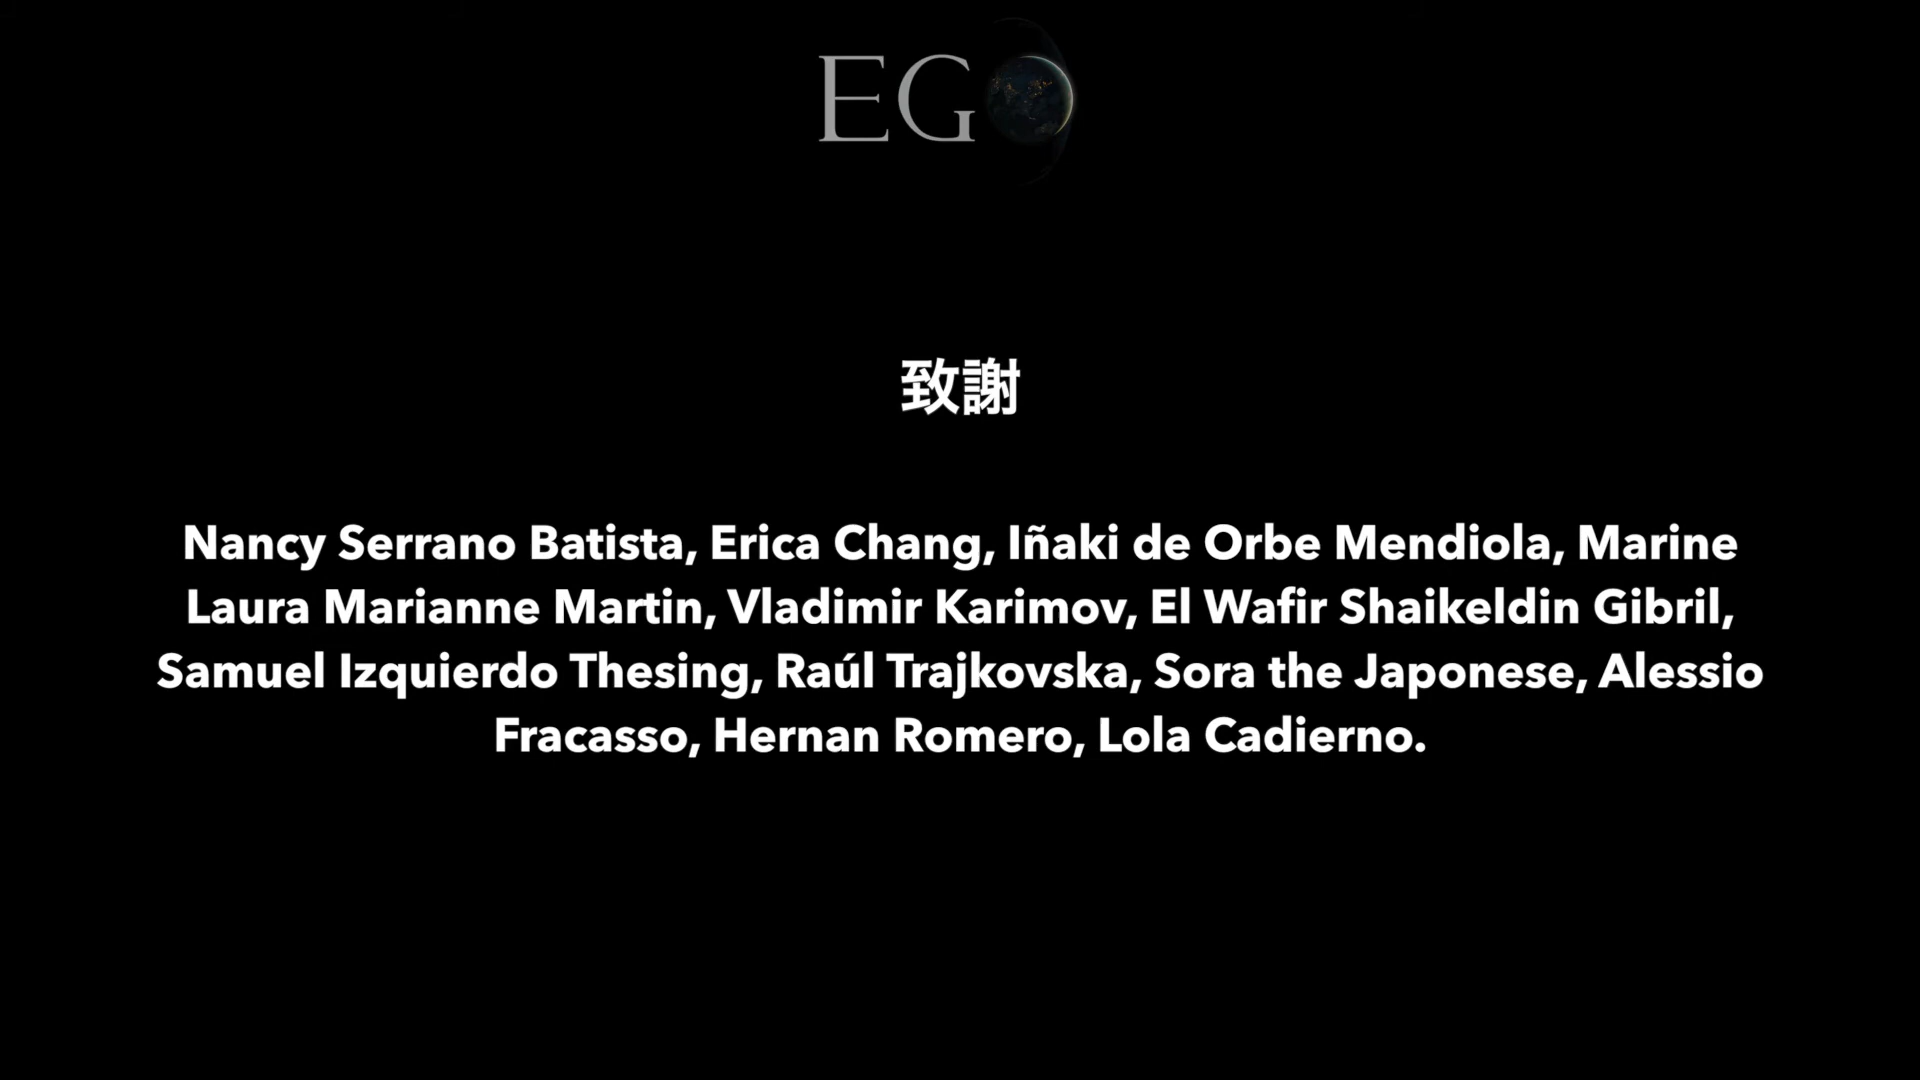 EGO
致謝
Nancy Serrano Batista, Erica Chang, Iñaki de Orbe Mendiola, Marine
Laura Marianne Martin, Vladimir Karimov, El Wafir Shaikeldin Gibril,
Samuel Izquierdo Thesing, Raúl Trajkovska, Sora the Japonese, Alessio
Fracasso, Hernan Romero, Lola Cadierno.